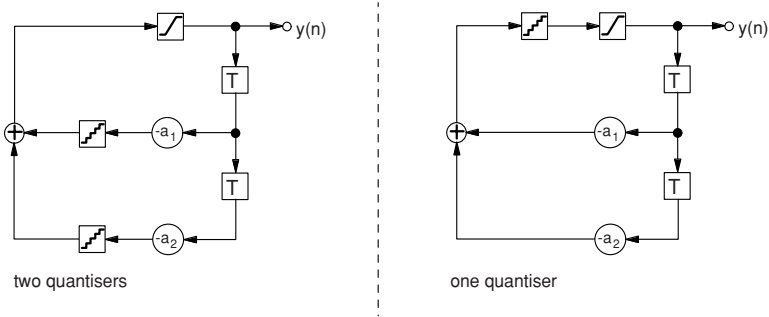 y(n)
T
-a1
T
-a2
two quantisers
y(n)
T
-a1
T
-a2
one quantiser